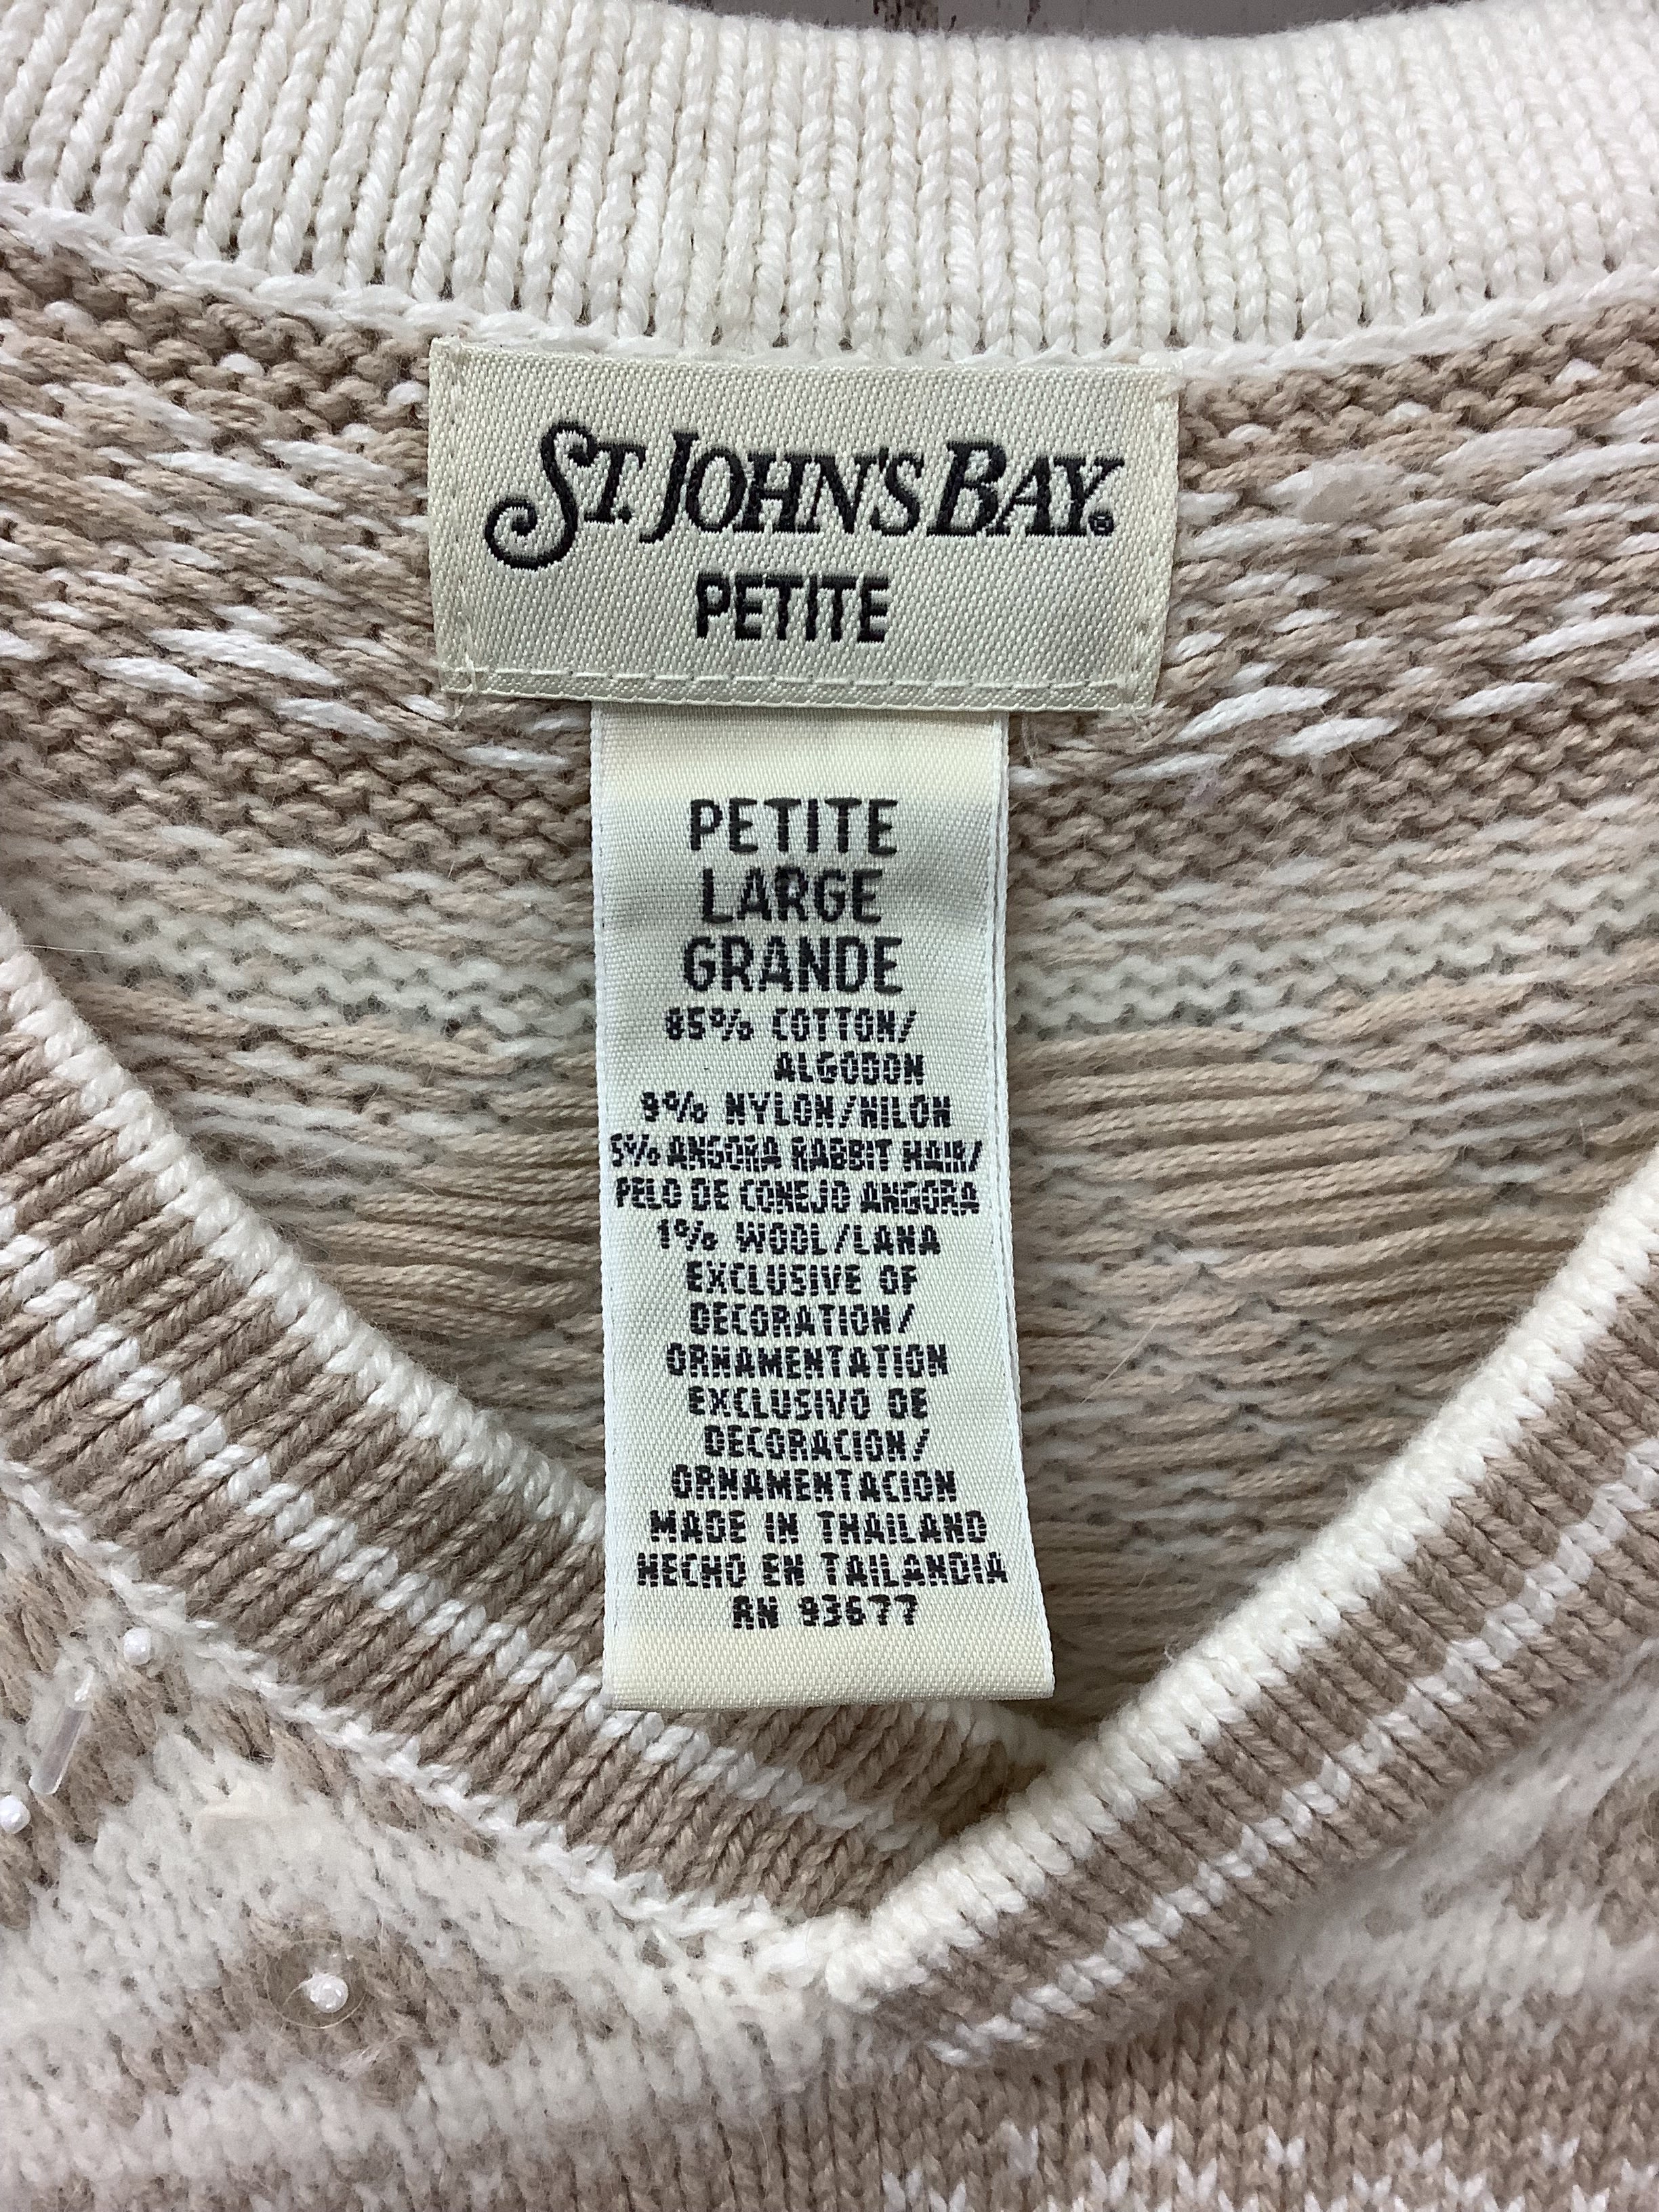 ST. JOHN'S BAY®
PETITE
PETITE
LARGE
GRANDE
85% COTTON/
ALGODON
9% NYLON/NILON
5% ANGORA RABBIT HAIR/
PELO DE CONEJO ANGORA
1% WOOL/LANA
EXCLUSIVE OF
DECORATION/
ORNAMENTATION
EXCLUSIVO DE
DECORACION/
ORNAMENTACION
MADE IN THAILAND
HECHO EN TAILANDIA
RN 93677